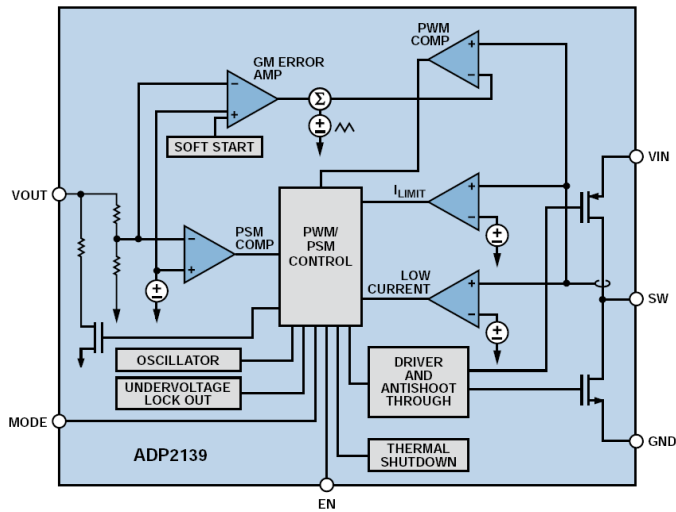 PWM
COMP
GM ERROR
AMP
+
−
−
+
Σ
+
−
SOFT START
VIN
VOUT
ILIMIT
+
−
+
−
PSM
COMP
−
+
PWM/
PSM
CONTROL
LOW
CURRENT
+
−
+
−
+
−
SW
OSCILLATOR
UNDERVOLTAGE
LOCK OUT
DRIVER
AND
ANTISHOOT
THROUGH
MODE
GND
ADP2139
THERMAL
SHUTDOWN
EN